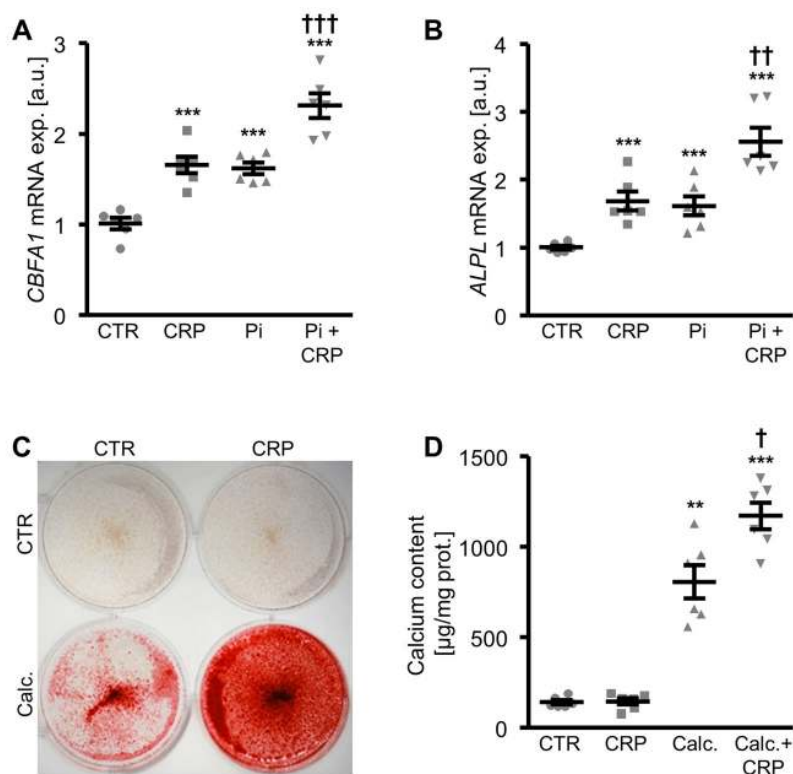 A
CBFA1 mRNA exp. [a.u.]
3
2
1
0
***
***
†††
***
CTR
CRP
Pi
Pi +
CRP
B
ALPL mRNA exp. [a.u.]
4
3
2
1
0
***
***
††
***
CTR
CRP
Pi
Pi +
CRP
C
CTR
CRP
CTR
Calc.
D
Calcium content
[µg/mg prot.]
1500
1000
500
0
**
†
***
CTR
CRP
Calc.
Calc.+
CRP